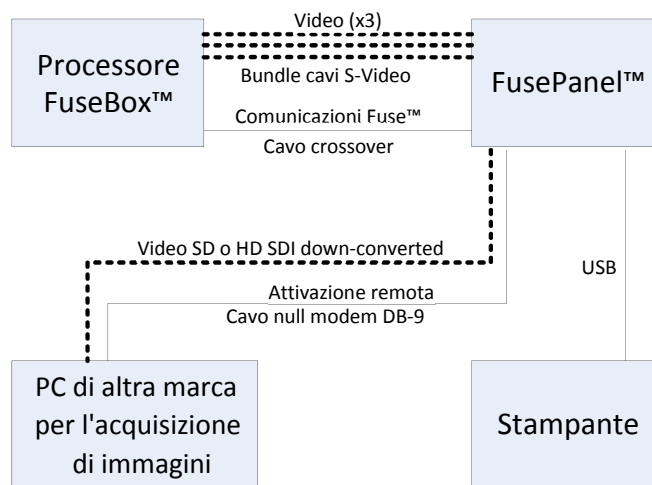 Video (x3)
Processore
FuseBox™
Bundle cavi S-Video
FusePanel™
Comunicazioni Fuse™
Cavo crossover
Video SD o HD SDI down-converted
USB
Attivazione remota
Cavo null modem DB-9
PC di altra marca
per l'acquisizione
di immagini
Stampante